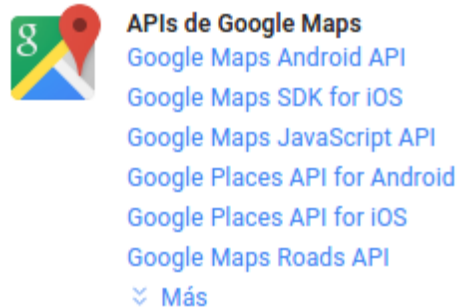 g
APIs de Google Maps
Google Maps Android API
Google Maps SDK for iOS
Google Maps JavaScript API
Google Places API for Android
Google Places API for iOS
Google Maps Roads API
Más